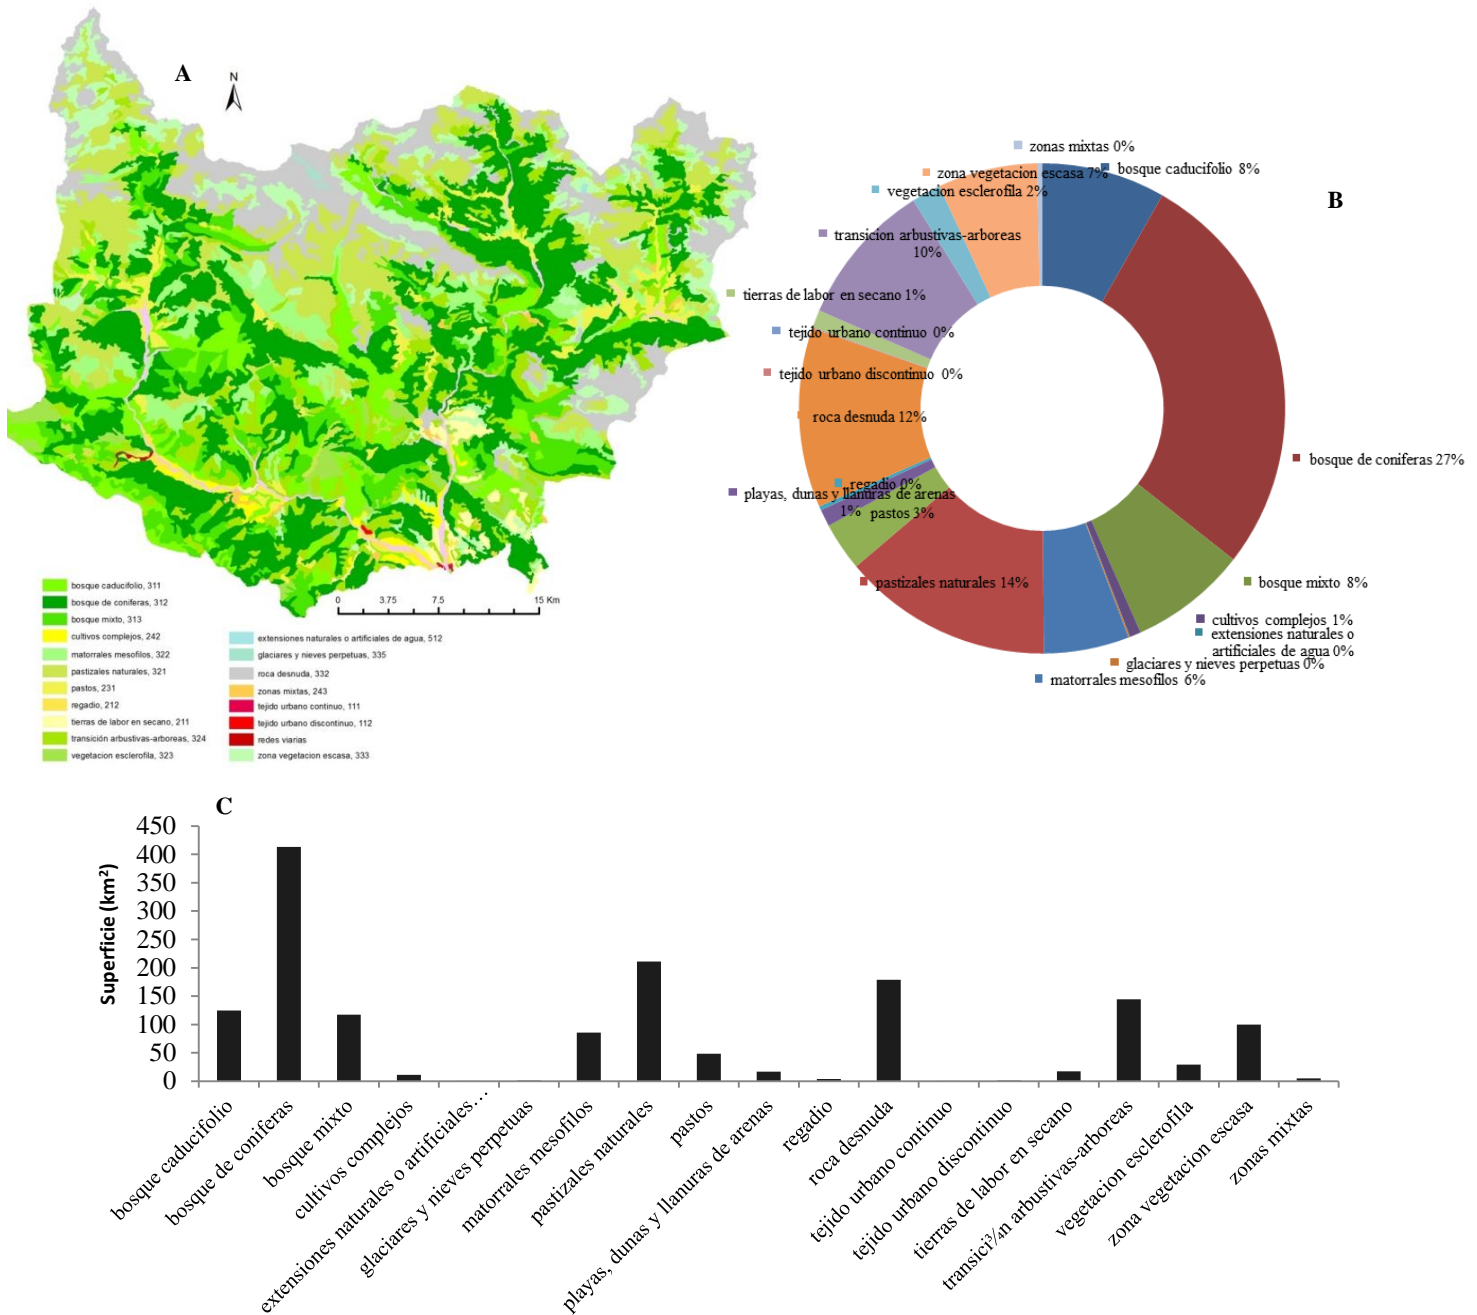 A
N
bosque caducifolio, 311
bosque de coniferas, 312
bosque mixto, 313
cultivos complejos, 242
matorrales mesofilos, 322
pastizales naturales, 321
pastos, 231
regadio, 212
tierras de labor en secano, 211
transición arbustivas-arboreas, 324
vegetacion esclerofila, 323
extensiones naturales o artificiales de agua, 512
glaciares y nieves perpetuas, 335
roca desnuda, 332
zonas mixtas, 243
tejido urbano continuo, 111
tejido urbano discontinuo, 112
redes viarias
zona vegetacion escasa, 333
0 3.75 7.5 15 Km
B
zonas mixtas 0%
bosque caducifolio 8%
zona vegetacion escasa 7%
vegetacion esclerofila 2%
transicion arbustivas-arboreas
10%
tierras de labor en secano 1%
tejido urbano continuo 0%
tejido urbano discontinuo 0%
roca desnuda 12%
regadio 0%
playas, dunas y llanuras de arenas
1%
pastos 3%
pastizales naturales 14%
bosque de coniferas 27%
bosque mixto 8%
cultivos complejos 1%
extensiones naturales o
artificiales de agua 0%
glaciares y nieves perpetuas 0%
matorrales mesofilos 6%
C
Superficie (km²)
450
400
350
300
250
200
150
100
50
0
bosque caducifolio
bosque de coniferas
bosque mixto
cultivos complejos
extensiones naturales o artificiales…
glaciares y nieves perpetuas
matorrales mesofilos
pastizales naturales
pastos
playas, dunas y llanuras de arenas
regadio
roca desnuda
tejido urbano continuo
tejido urbano discontinuo
tierras de labor en secano
transici¾n arbustivas-arboreas
vegetacion esclerofila
zona vegetacion escasa
zonas mixtas